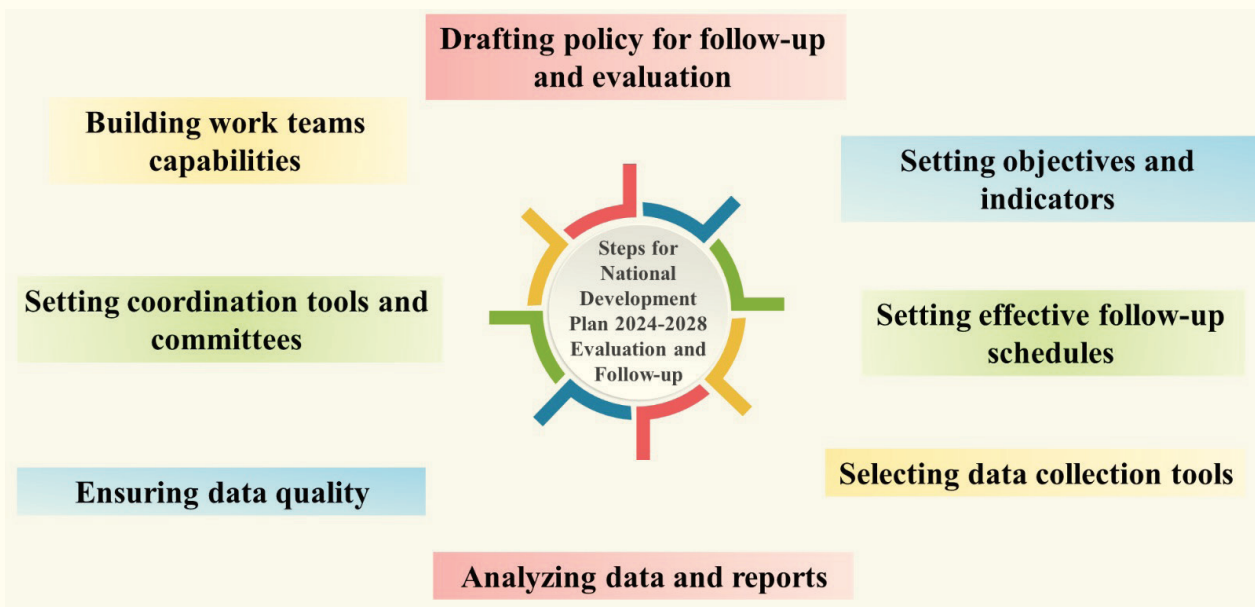 Drafting policy for follow-up
and evaluation
Building work teams
capabilities
Setting objectives and
indicators
Steps for
National
Development
Plan 2024-2028
Evaluation and
Follow-up
Setting coordination tools and
committees
Setting effective follow-up
schedules
Selecting data collection tools
Ensuring data quality
Analyzing data and reports